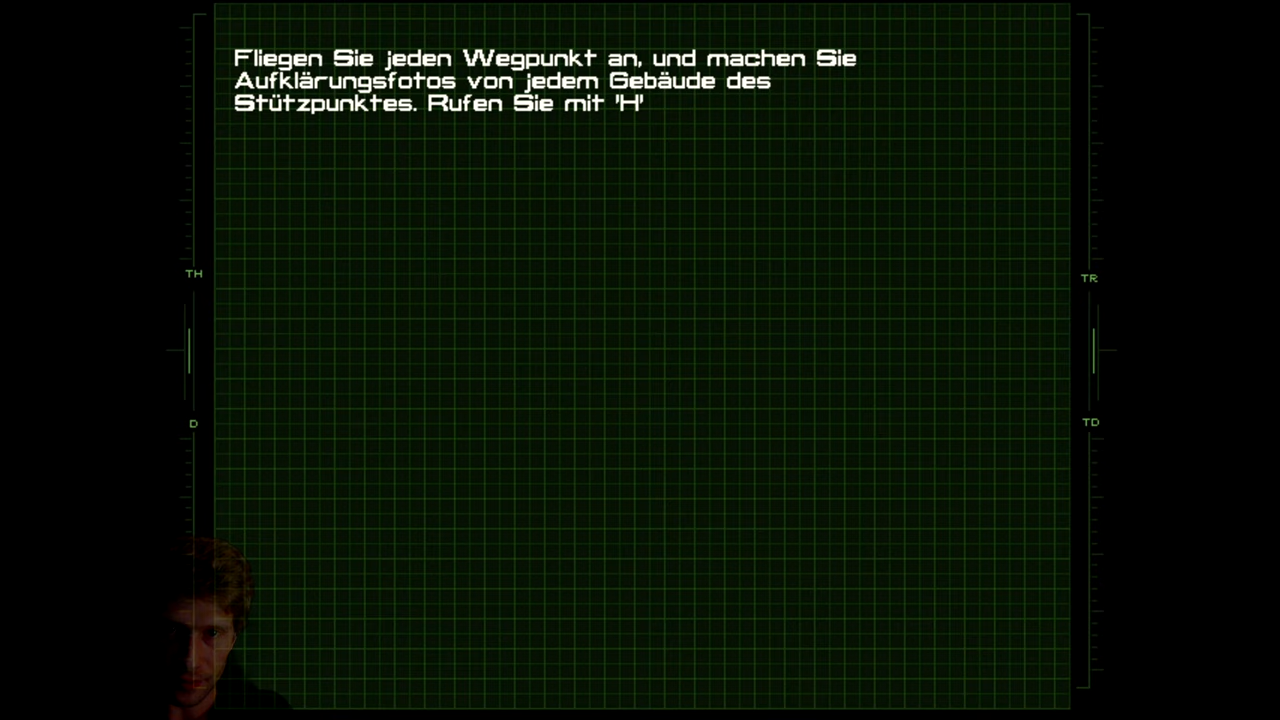 Fliegen Sie jeden Wegpunkt an, und machen Sie
Aufklärungsfotos von jedem Gebäude des
Stützpunktes. Rufen Sie mit 'H'
TH
TR
D
TD